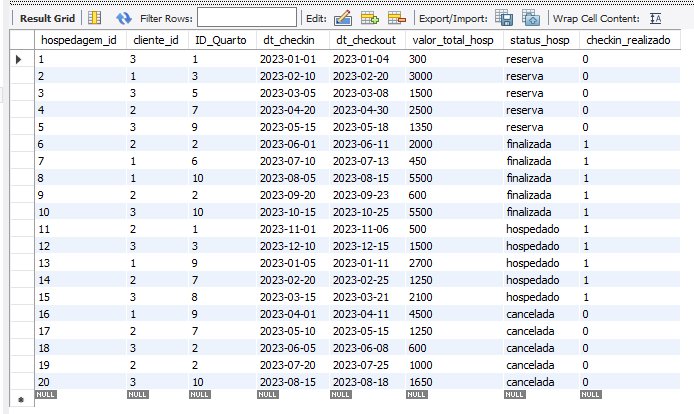 Result Grid Filter Rows: Edit: Export/Import: Wrap Cell Content: IA
hospedagem_id cliente_id ID_Quarto dt_checkin dt_checkout valor_total_hosp status_hosp checkin_realizado
1 3 1 2023-01-01 2023-01-04 300 reserva 0
2 1 3 2023-02-10 2023-02-20 3000 reserva 0
3 3 5 2023-03-05 2023-03-08 1500 reserva 0
4 2 7 2023-04-20 2023-04-30 2500 reserva 0
5 3 9 2023-05-15 2023-05-18 1350 reserva 0
6 2 2 2023-06-01 2023-06-11 2000 finalizada 1
7 1 6 2023-07-10 2023-07-13 450 finalizada 1
8 1 10 2023-08-05 2023-08-15 5500 finalizada 1
9 2 2 2023-09-20 2023-09-23 600 finalizada 1
10 3 10 2023-10-15 2023-10-25 5500 finalizada 1
11 2 1 2023-11-01 2023-11-06 500 hospedado 1
12 3 3 2023-12-10 2023-12-15 1500 hospedado 1
13 1 9 2023-01-05 2023-01-11 2700 hospedado 1
14 2 7 2023-02-20 2023-02-25 1250 hospedado 1
15 3 8 2023-03-15 2023-03-21 2100 hospedado 1
16 1 9 2023-04-01 2023-04-11 4500 cancelada 0
17 2 7 2023-05-10 2023-05-15 1250 cancelada 0
18 3 2 2023-06-05 2023-06-08 600 cancelada 0
19 2 2 2023-07-20 2023-07-25 1000 cancelada 0
20 3 10 2023-08-15 2023-08-18 1650 cancelada 0
NULL NULL NULL NULL NULL NULL NULL NULL